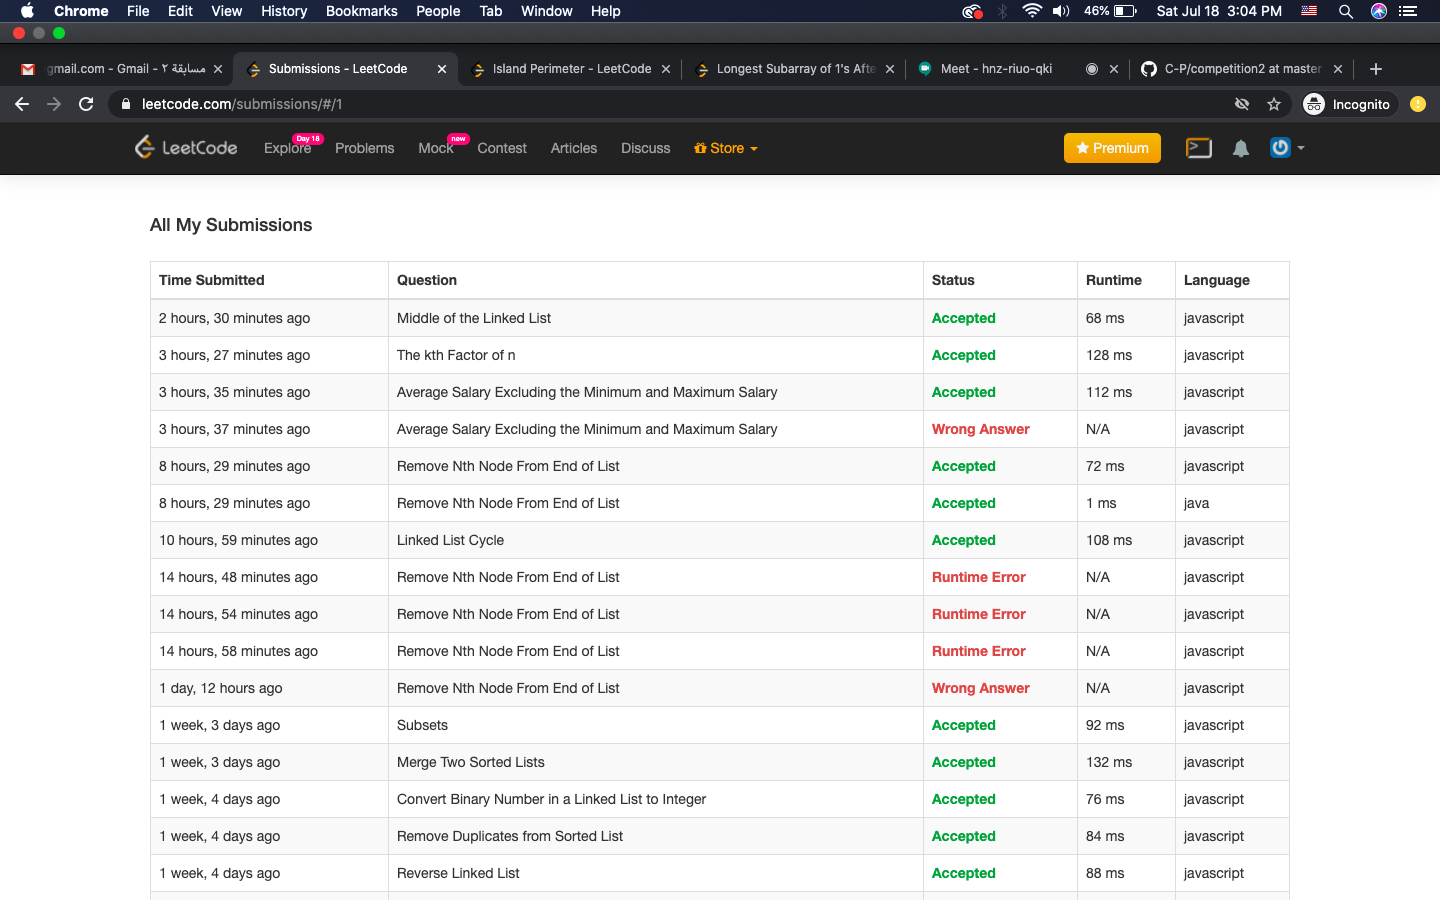 Chrome File Edit View History Bookmarks People Tab Window Help 46% Sat Jul 18 3:04 PM
gmail.com - Gmail - مسابقة ٢ Submissions - LeetCode Island Perimeter - LeetCode Longest Subarray of 1's Afte Meet - hnz-riuo-qki C-P/competition2 at master
leetcode.com/submissions/#/1 Incognito
LeetCode Explore Day 18 Problems Mock new Contest Articles Discuss Store Premium
All My Submissions
Time Submitted Question Status Runtime Language
2 hours, 30 minutes ago Middle of the Linked List Accepted 68 ms javascript
3 hours, 27 minutes ago The kth Factor of n Accepted 128 ms javascript
3 hours, 35 minutes ago Average Salary Excluding the Minimum and Maximum Salary Accepted 112 ms javascript
3 hours, 37 minutes ago Average Salary Excluding the Minimum and Maximum Salary Wrong Answer N/A javascript
8 hours, 29 minutes ago Remove Nth Node From End of List Accepted 72 ms javascript
8 hours, 29 minutes ago Remove Nth Node From End of List Accepted 1 ms java
10 hours, 59 minutes ago Linked List Cycle Accepted 108 ms javascript
14 hours, 48 minutes ago Remove Nth Node From End of List Runtime Error N/A javascript
14 hours, 54 minutes ago Remove Nth Node From End of List Runtime Error N/A javascript
14 hours, 58 minutes ago Remove Nth Node From End of List Runtime Error N/A javascript
1 day, 12 hours ago Remove Nth Node From End of List Wrong Answer N/A javascript
1 week, 3 days ago Subsets Accepted 92 ms javascript
1 week, 3 days ago Merge Two Sorted Lists Accepted 132 ms javascript
1 week, 4 days ago Convert Binary Number in a Linked List to Integer Accepted 76 ms javascript
1 week, 4 days ago Remove Duplicates from Sorted List Accepted 84 ms javascript
1 week, 4 days ago Reverse Linked List Accepted 88 ms javascript